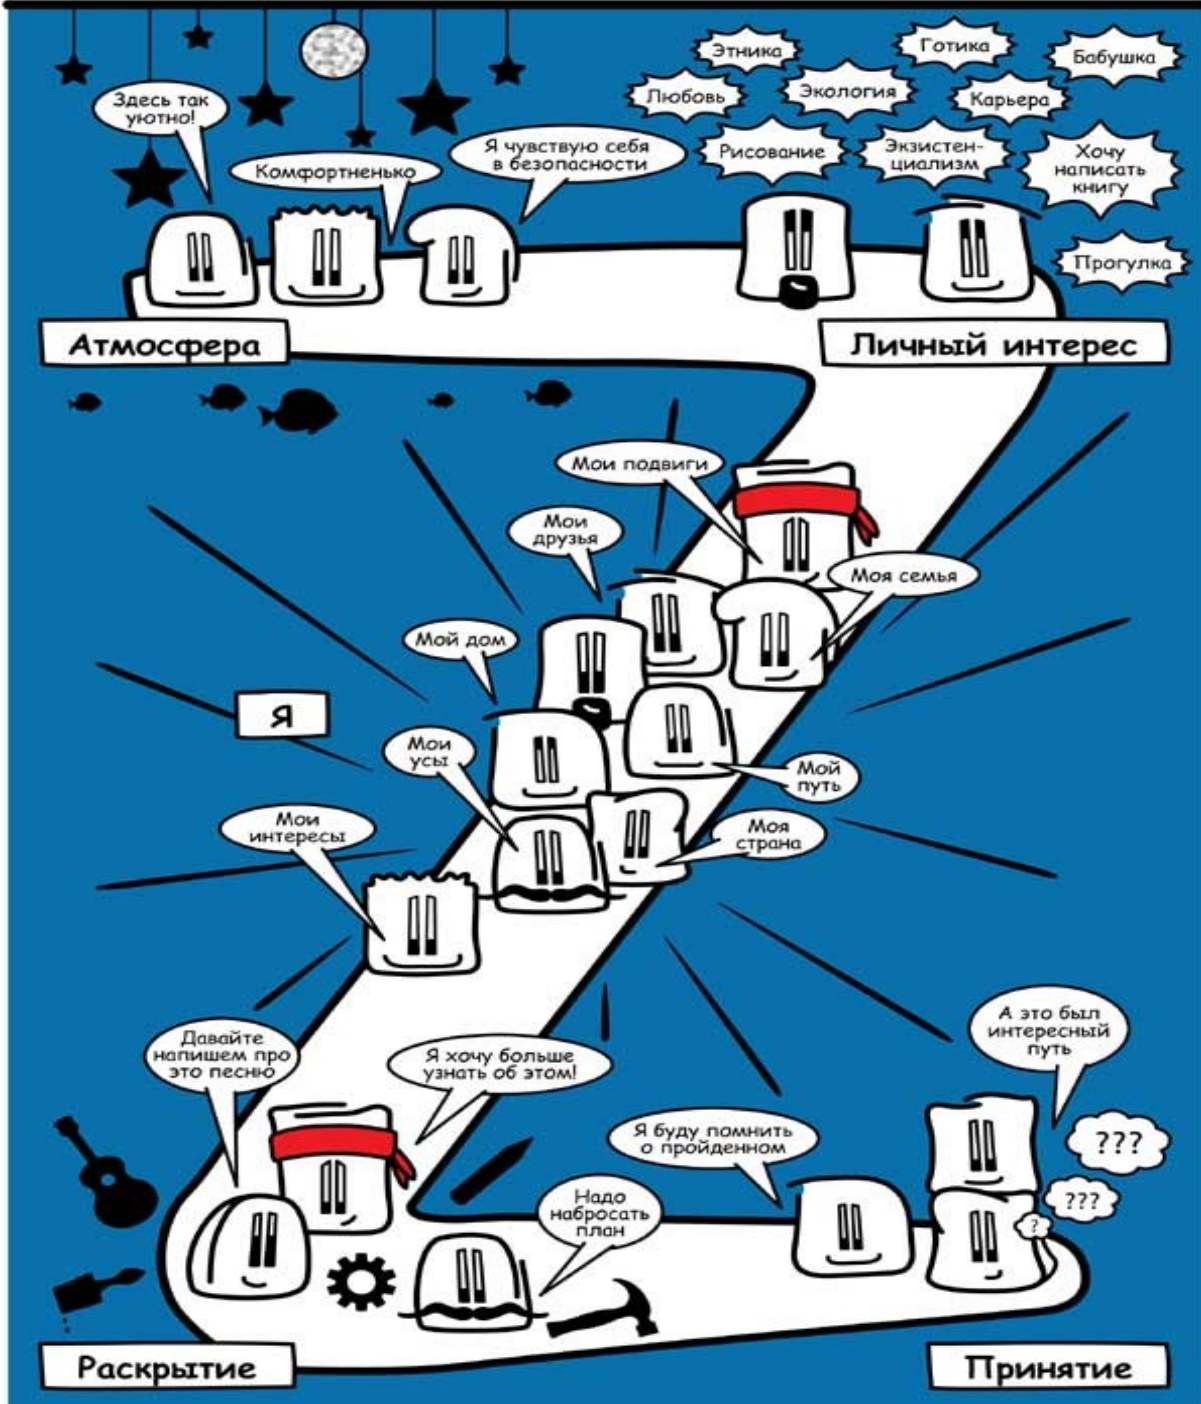 Этника
Готика
Бабушка
Любовь
Экология
Карьера
Здесь так
уютно!
Комфортненько
Я чувствую себя
в безопасности
Рисование
Экзистен-
циализм
Хочу
написать
книгу
Прогулка
Атмосфера
Личный интерес
Мои подвиги
Мои
друзья
Моя семья
Мой дом
Я
Мои
усы
Мой
путь
Мои
интересы
Моя
страна
Давайте
напишем про
это песню
Я хочу больше
узнать об этом!
А это был
интересный
путь
Я буду помнить
о пройденном
???
???
?
Надо
набросать
план
Раскрытие
Принятие